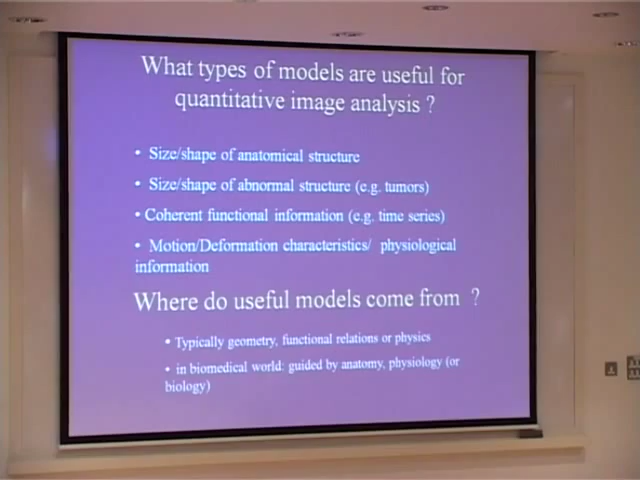 What types of models are useful for
quantitative image analysis ?
• Size/shape of anatomical structure
• Size/shape of abnormal structure (e.g. tumors)
• Coherent functional information (e.g. time series)
• Motion/Deformation characteristics/ physiological
information
Where do useful models come from ?
• Typically geometry, functional relations or physics
• in biomedical world: guided by anatomy, physiology (or
biology)